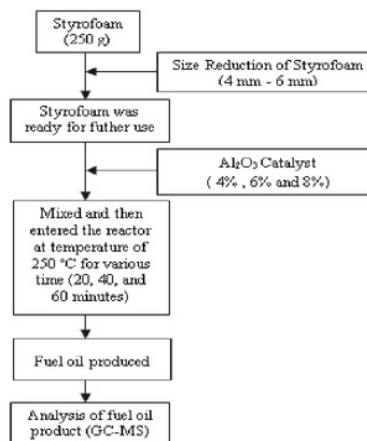 Styrofoam
(250 g)
Size Reduction of Styrofoam
(4 mm - 6 mm)
Styrofoam was
ready for futher use
Al₂O₃ Catalyst
( 4% , 6% and 8%)
Mixed and then
entered the reactor
at temperature of
250 °C for various
time (20, 40, and
60 minutes)
Fuel oil produced
Analysis of fuel oil
product (GC-MS)